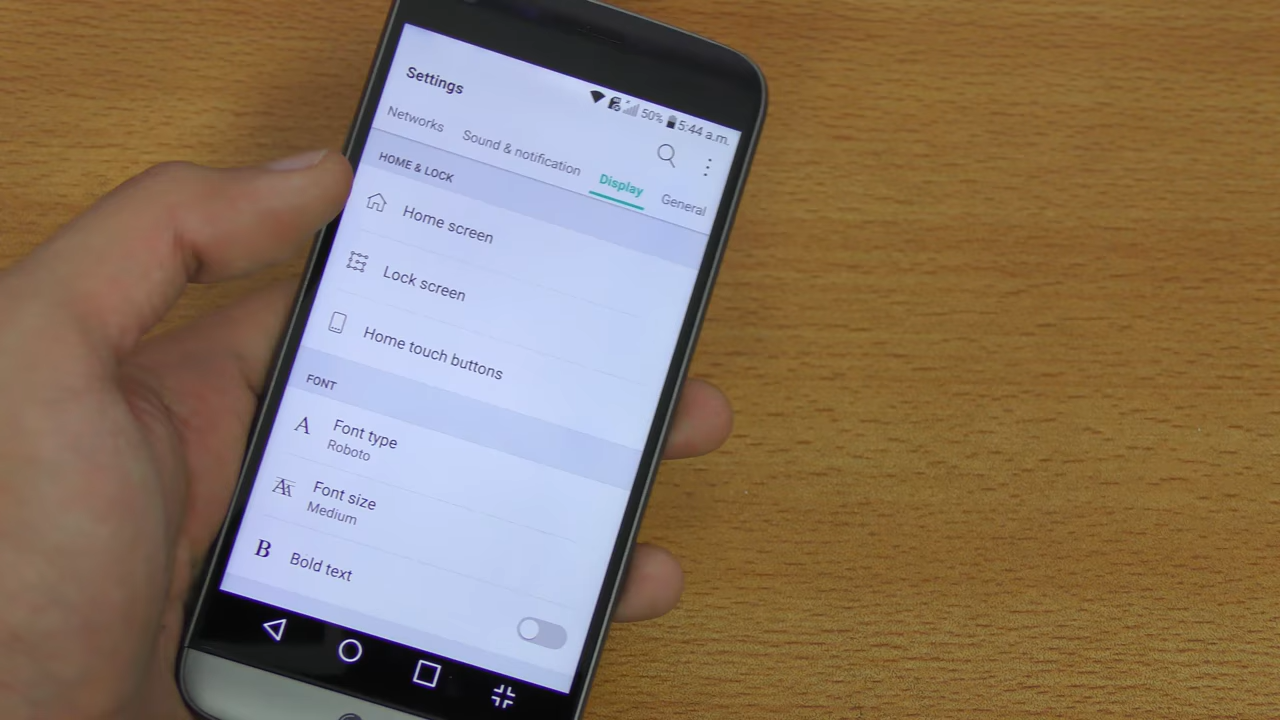 50% 5:44 a.m.
Settings
Networks Sound & notification Display General
HOME & LOCK
Home screen
Lock screen
Home touch buttons
FONT
A Font type
Roboto
Font size
Medium
B Bold text